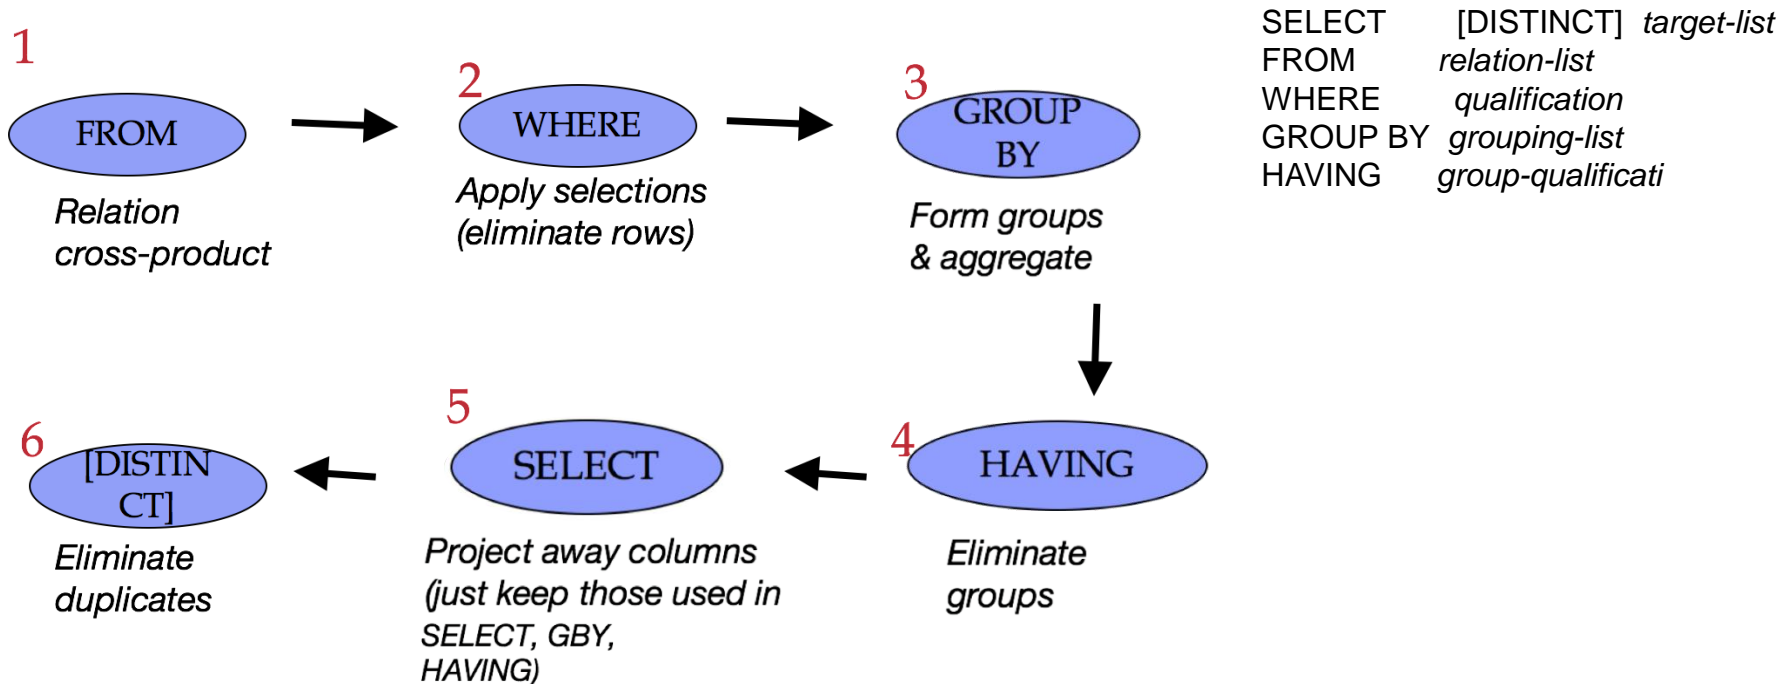 1
FROM
Relation
cross-product
2
WHERE
Apply selections
(eliminate rows)
3
GROUP
BY
Form groups
& aggregate
4
HAVING
Eliminate
groups
5
SELECT
Project away columns
(just keep those used in
SELECT, GBY,
HAVING)
6
[DISTIN
CT]
Eliminate
duplicates
SELECT [DISTINCT] target-list
FROM relation-list
WHERE qualification
GROUP BY grouping-list
HAVING group-qualificati